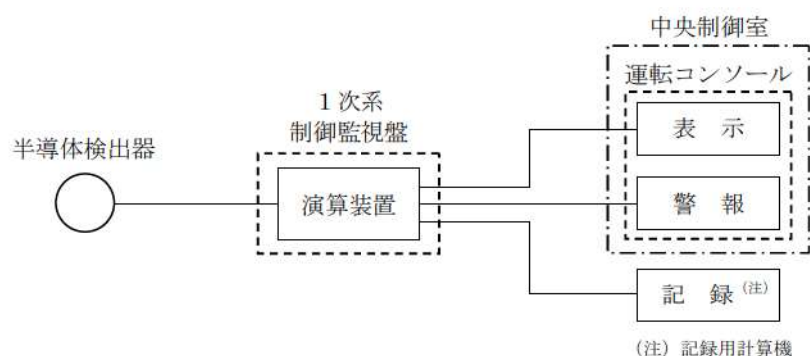 中央制御室
運転コンソール
1次系
制御監視盤
半導体検出器
演算装置
表 示
警 報
記 録 (注)
(注) 記録用計算機